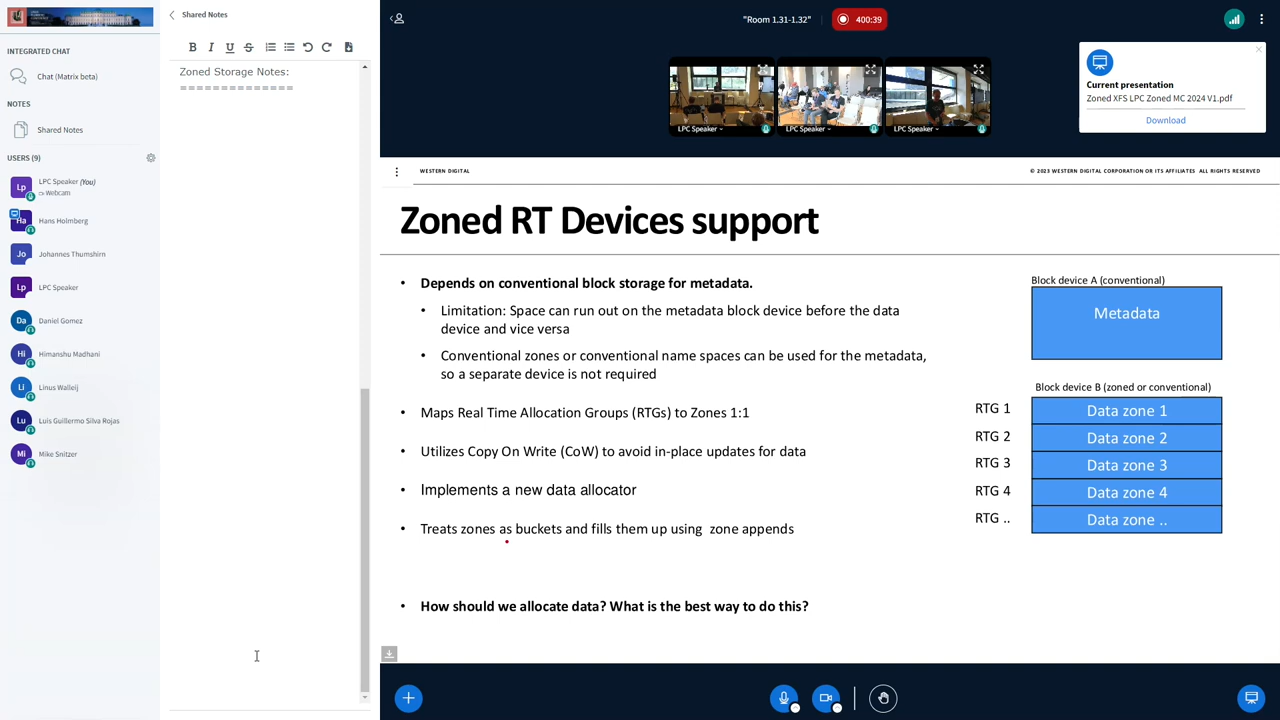 INTEGRATED CHAT
Chat (Matrix beta)
NOTES
Shared Notes
USERS (9)
Lp
LPC Speaker (You)
Webcam
Ha
Hans Holmberg
Jo
Johannes Thumshirn
Lp
LPC Speaker
Da
Daniel Gomez
Hi
Himanshu Madhani
Li
Linus Walleij
Lu
Luis Guillermo Silva Rojas
Mi
Mike Snitzer
Shared Notes
B I U S
Zoned Storage Notes:
==============
"Room 1.31-1.32"
400:39
LPC Speaker
LPC Speaker
LPC Speaker
Current presentation
Zoned XFS LPC Zoned MC 2024 V1.pdf
Download
WESTERN DIGITAL
© 2023 WESTERN DIGITAL CORPORATION OR ITS AFFILIATES ALL RIGHTS RESERVED
Zoned RT Devices support
• Depends on conventional block storage for metadata.
• Limitation: Space can run out on the metadata block device before the data
device and vice versa
• Conventional zones or conventional name spaces can be used for the metadata,
so a separate device is not required
• Maps Real Time Allocation Groups (RTGs) to Zones 1:1
• Utilizes Copy On Write (CoW) to avoid in-place updates for data
• Implements a new data allocator
• Treats zones as buckets and fills them up using zone appends
• How should we allocate data? What is the best way to do this?
Block device A (conventional)
Metadata
Block device B (zoned or conventional)
RTG 1 Data zone 1
RTG 2 Data zone 2
RTG 3 Data zone 3
RTG 4 Data zone 4
RTG .. Data zone ..